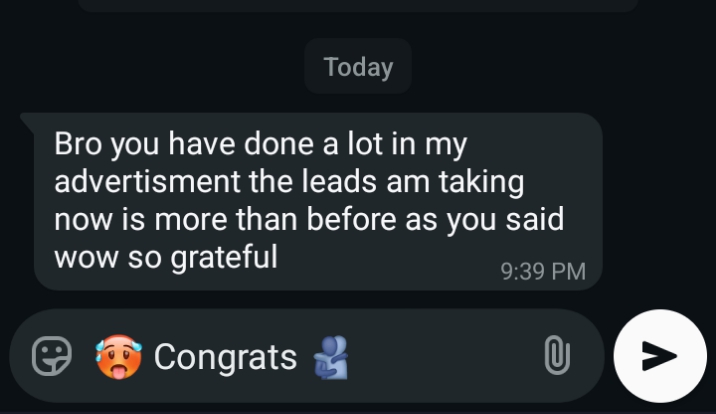 Today
Bro you have done a lot in my
advertisment the leads am taking
now is more than before as you said
wow so grateful
9:39 PM
🥵 Congrats 🫂